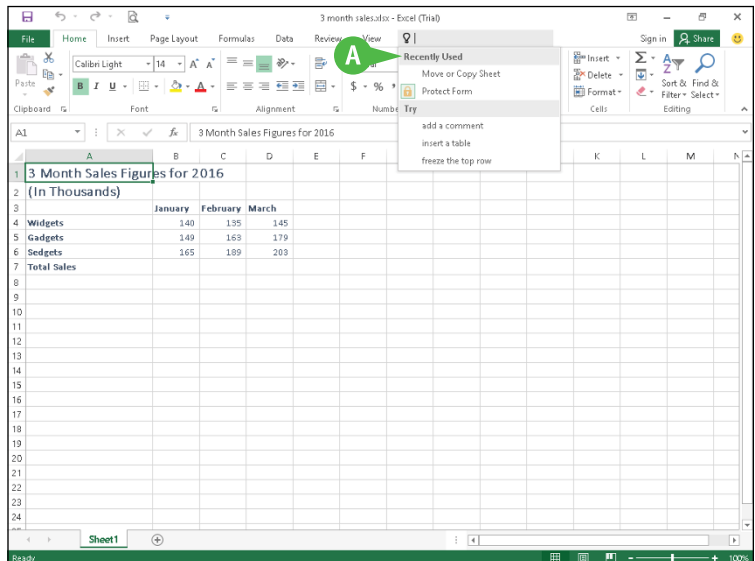 3 month sales.xlsx - Excel (Trial)
File Home Insert Page Layout Formulas Data Review View Sign in Share
A
Recently Used
Move or Copy Sheet
Protect Form
Try
add a comment
insert a table
freeze the top row
Paste
Calibri Light 14 A A
B I U A
$ % ,
Insert
Delete
Format
Sort & Find &
Filter Select
Clipboard Font Alignment Numbe Cells Editing
A1 fx 3 Month Sales Figures for 2016
A B C D E F K L M N
1 3 Month Sales Figures for 2016
2 (In Thousands)
3 January February March
4 Widgets 140 135 145
5 Gadgets 149 163 179
6 Sedgets 165 189 203
7 Total Sales
8
9
10
11
12
13
14
15
16
17
18
19
20
21
22
23
24
Sheet1
Ready 100%